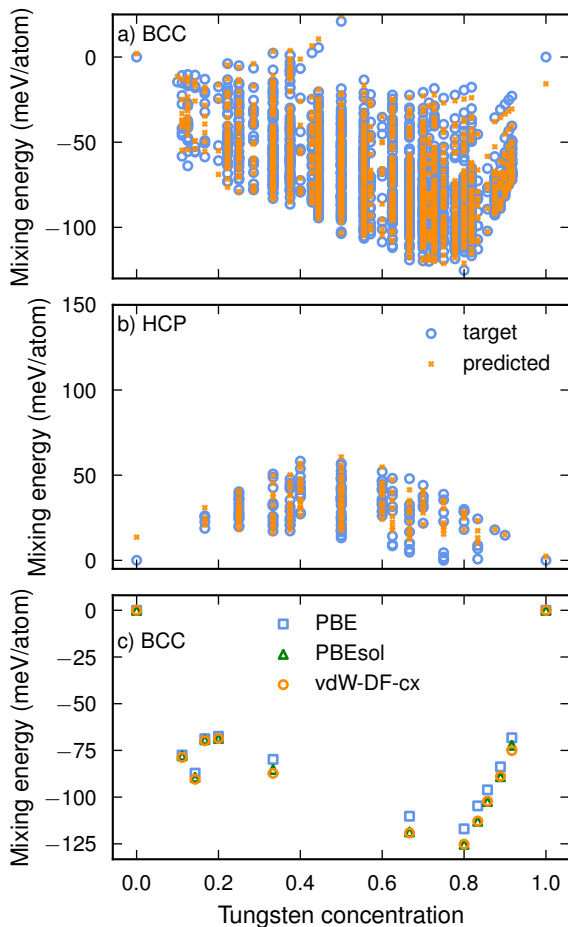 a) BCC
Mixing energy (meV/atom)
0
−50
−100
b) HCP
target
predicted
Mixing energy (meV/atom)
150
100
50
0
c) BCC
PBE
PBEsol
vdW-DF-cx
Mixing energy (meV/atom)
0
−25
−50
−75
−100
−125
0.0 0.2 0.4 0.6 0.8 1.0
Tungsten concentration